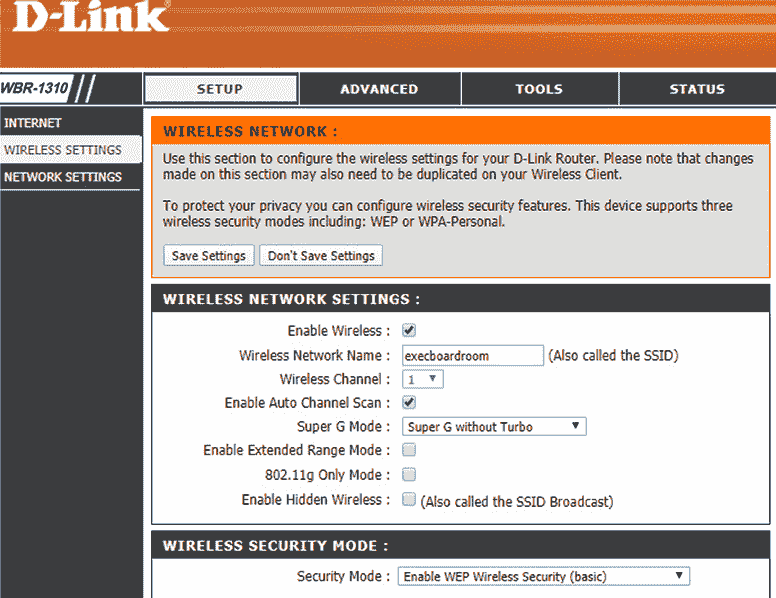 D-Link
WBR-1310
SETUP
ADVANCED
TOOLS
STATUS
INTERNET
WIRELESS SETTINGS
NETWORK SETTINGS
WIRELESS NETWORK :
Use this section to configure the wireless settings for your D-Link Router. Please note that changes
made on this section may also need to be duplicated on your Wireless Client.
To protect your privacy you can configure wireless security features. This device supports three
wireless security modes including: WEP or WPA-Personal.
Save Settings Don't Save Settings
WIRELESS NETWORK SETTINGS :
Enable Wireless :
Wireless Network Name : execboardroom (Also called the SSID)
Wireless Channel : 1
Enable Auto Channel Scan :
Super G Mode : Super G without Turbo
Enable Extended Range Mode :
802.11g Only Mode :
Enable Hidden Wireless : (Also called the SSID Broadcast)
WIRELESS SECURITY MODE :
Security Mode : Enable WEP Wireless Security (basic)